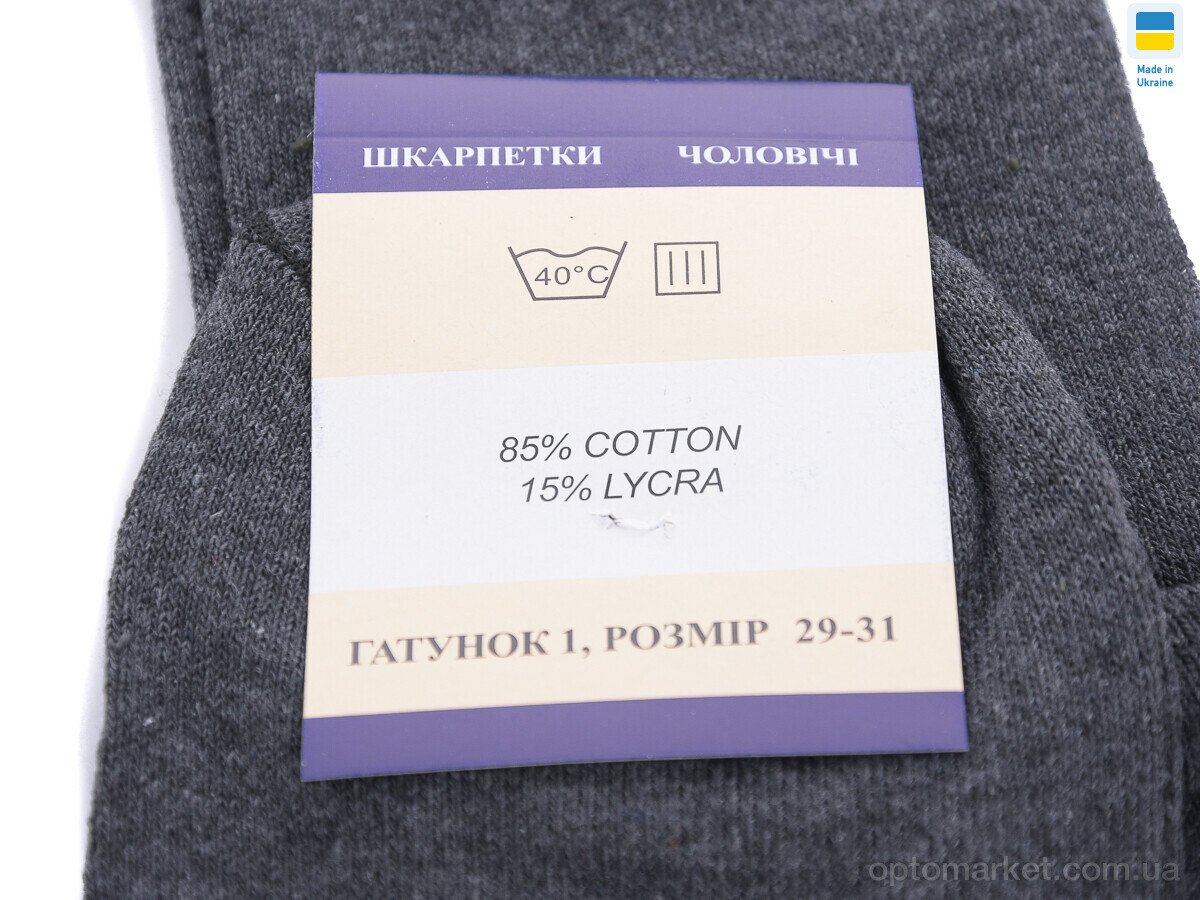 Made in
Ukraine
ШКАРПЕТКИ ЧОЛОВІЧІ
40°C
85% COTTON
15% LYCRA
ГАТУНОК 1, РОЗМІР 29-31
optomarket.com.ua